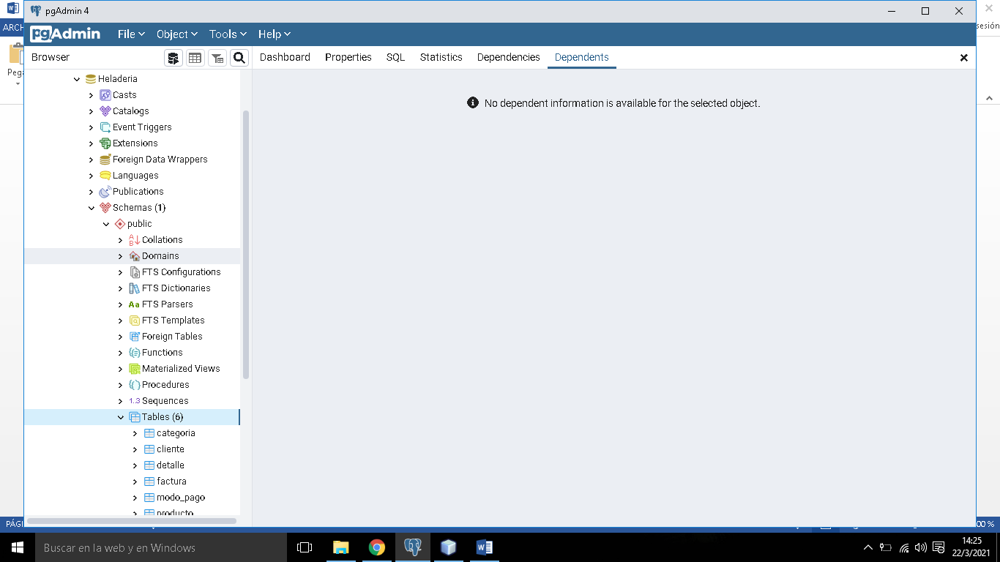 pgAdmin 4
ARCH
sesión
pgAdmin File Object Tools Help
Browser Dashboard Properties SQL Statistics Dependencies Dependents
Pega
No dependent information is available for the selected object.
Heladeria
Casts
Catalogs
Event Triggers
Extensions
Foreign Data Wrappers
Languages
Publications
Schemas (1)
public
Collations
Domains
FTS Configurations
FTS Dictionaries
Aa FTS Parsers
FTS Templates
Foreign Tables
Functions
Materialized Views
Procedures
1..3 Sequences
Tables (6)
categoria
cliente
detalle
factura
modo_pago
producto
PÁGI
00 %
Buscar en la web y en Windows
14:25
22/3/2021